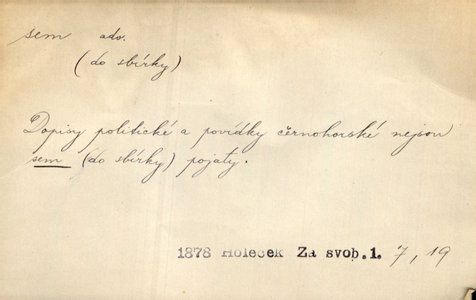 sem adv.
(do sbírky)
Dopisy politické a povídky černohorské nejsou
sem (do sbírky) pojaty.
1878 Holeček Za svob. 1. 7, 19